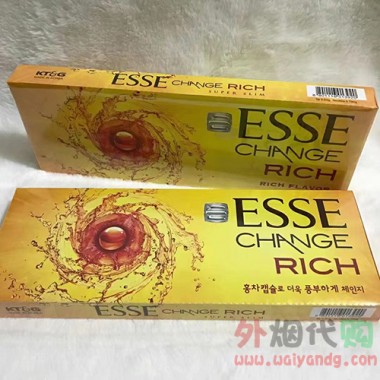 KT&G
ESSE CHANGE RICH
SUPER SLIM
ESSE
CHANGE
RICH
RICH FLAVOR
KT&G
ESSE CHANGE RICH
ESSE
CHANGE
RICH
홍차캡슐로 더욱 풍부하게 체인지
外烟代购
www.waiyandg.com